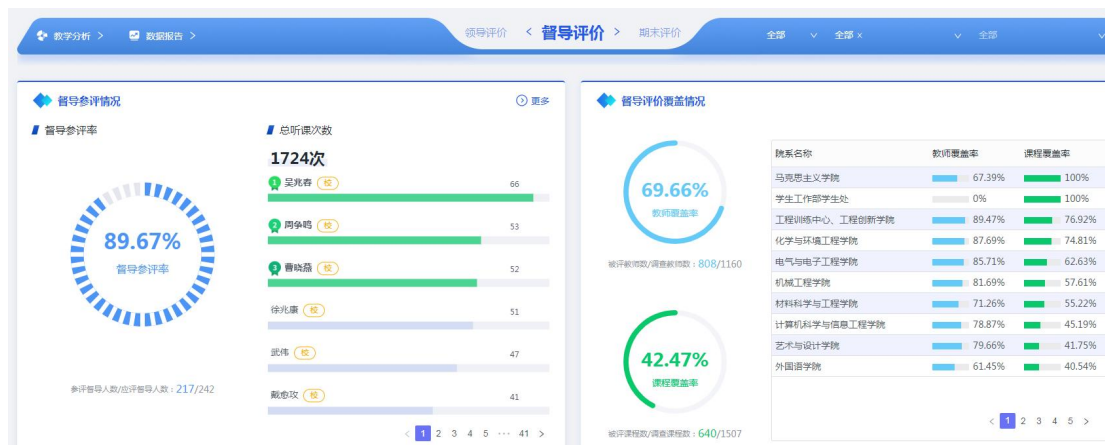 教学分析 > 数据报告 > 领导评价 < 督导评价 > 期末评价 全部 全部 × 全部
督导参评情况 更多
督导参评率
89.67%
督导参评率
参评督导人数/应评督导人数：217/242
总听课次数
1724次
1 吴兆春 校 66
2 周争鸣 校 53
3 曹晓燕 校 52
徐兆康 校 51
武伟 校 47
戴愈攻 校 41
< 1 2 3 4 5 ··· 41 >
督导评价覆盖情况
69.66%
教师覆盖率
被评教师数/调查教师数：808/1160
42.47%
课程覆盖率
被评课程数/调查课程数：640/1507
院系名称 教师覆盖率 课程覆盖率
马克思主义学院 67.39% 100%
学生工作部学生处 0% 100%
工程训练中心、工程创新学院 89.47% 76.92%
化学与环境工程学院 87.69% 74.81%
电气与电子工程学院 85.71% 62.63%
机械工程学院 81.69% 57.61%
材料科学与工程学院 71.26% 55.22%
计算机科学与信息工程学院 78.87% 45.19%
艺术与设计学院 79.66% 41.75%
外国语学院 61.45% 40.54%
< 1 2 3 4 5 >